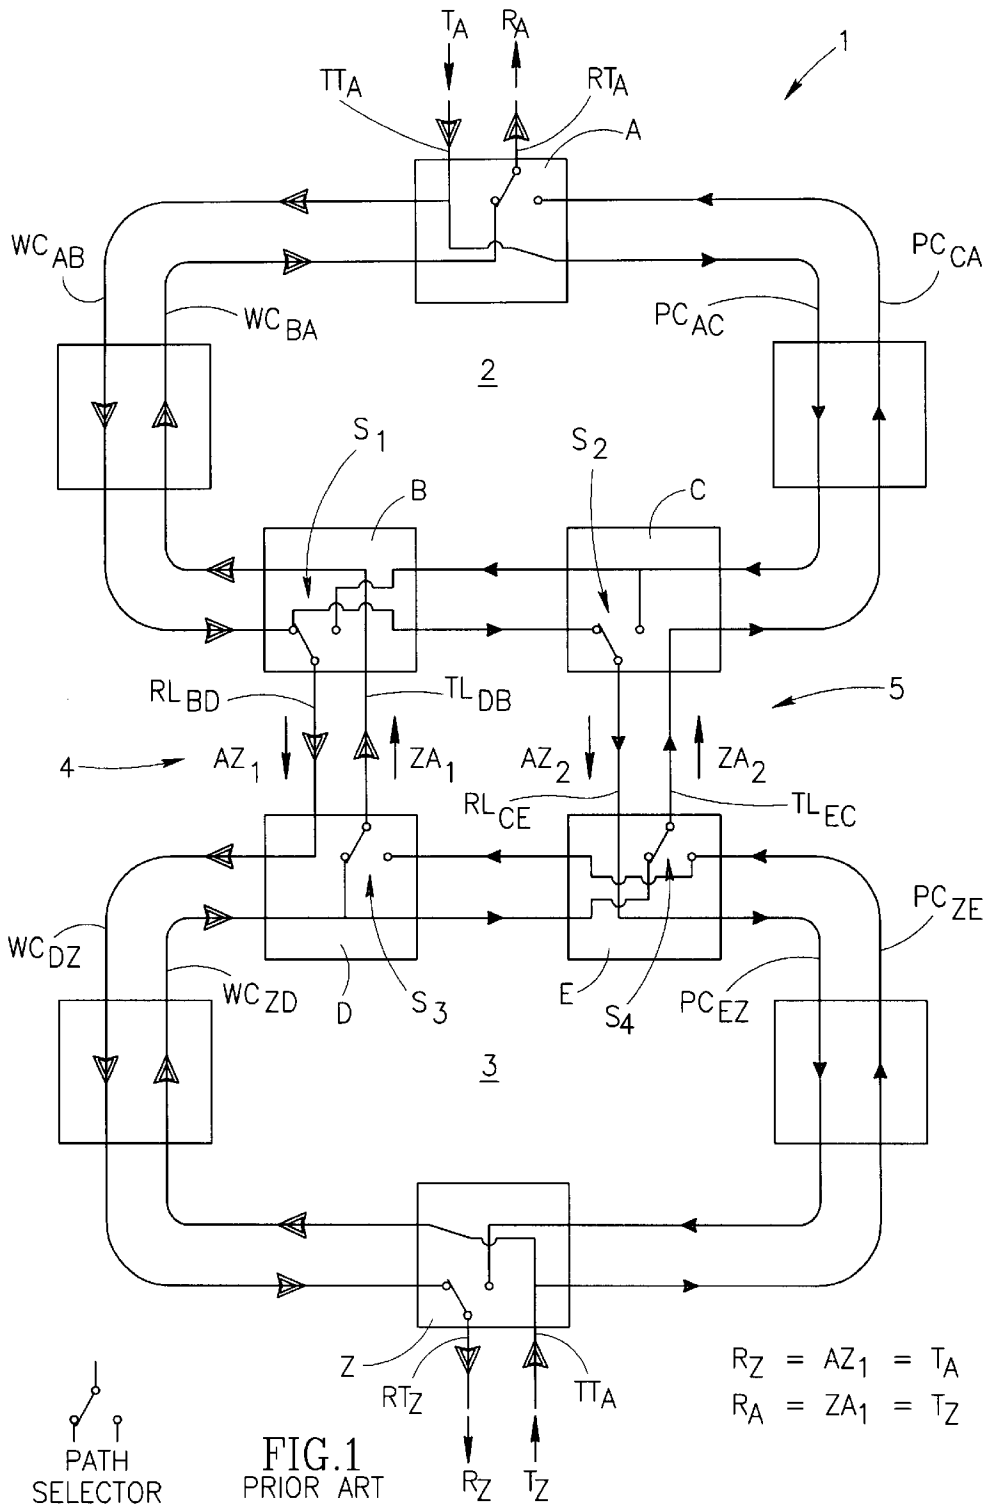 T_A R_A
1
TT_A RT_A
A
WC_AB
PC_CA
WC_BA
PC_AC
2
S_1 S_2
B C
RL_BD TL_DB 5
4 AZ_1 ZA_1 AZ_2 ZA_2
RL_CE TL_EC
WC_DZ
PC_ZE
WC_ZD D S_3 E S_4 PC_EZ
3
Z
RT_Z TT_A
R_Z = AZ_1 = T_A
R_A = ZA_1 = T_Z
PATH
SELECTOR
FIG.1
PRIOR ART
R_Z T_Z